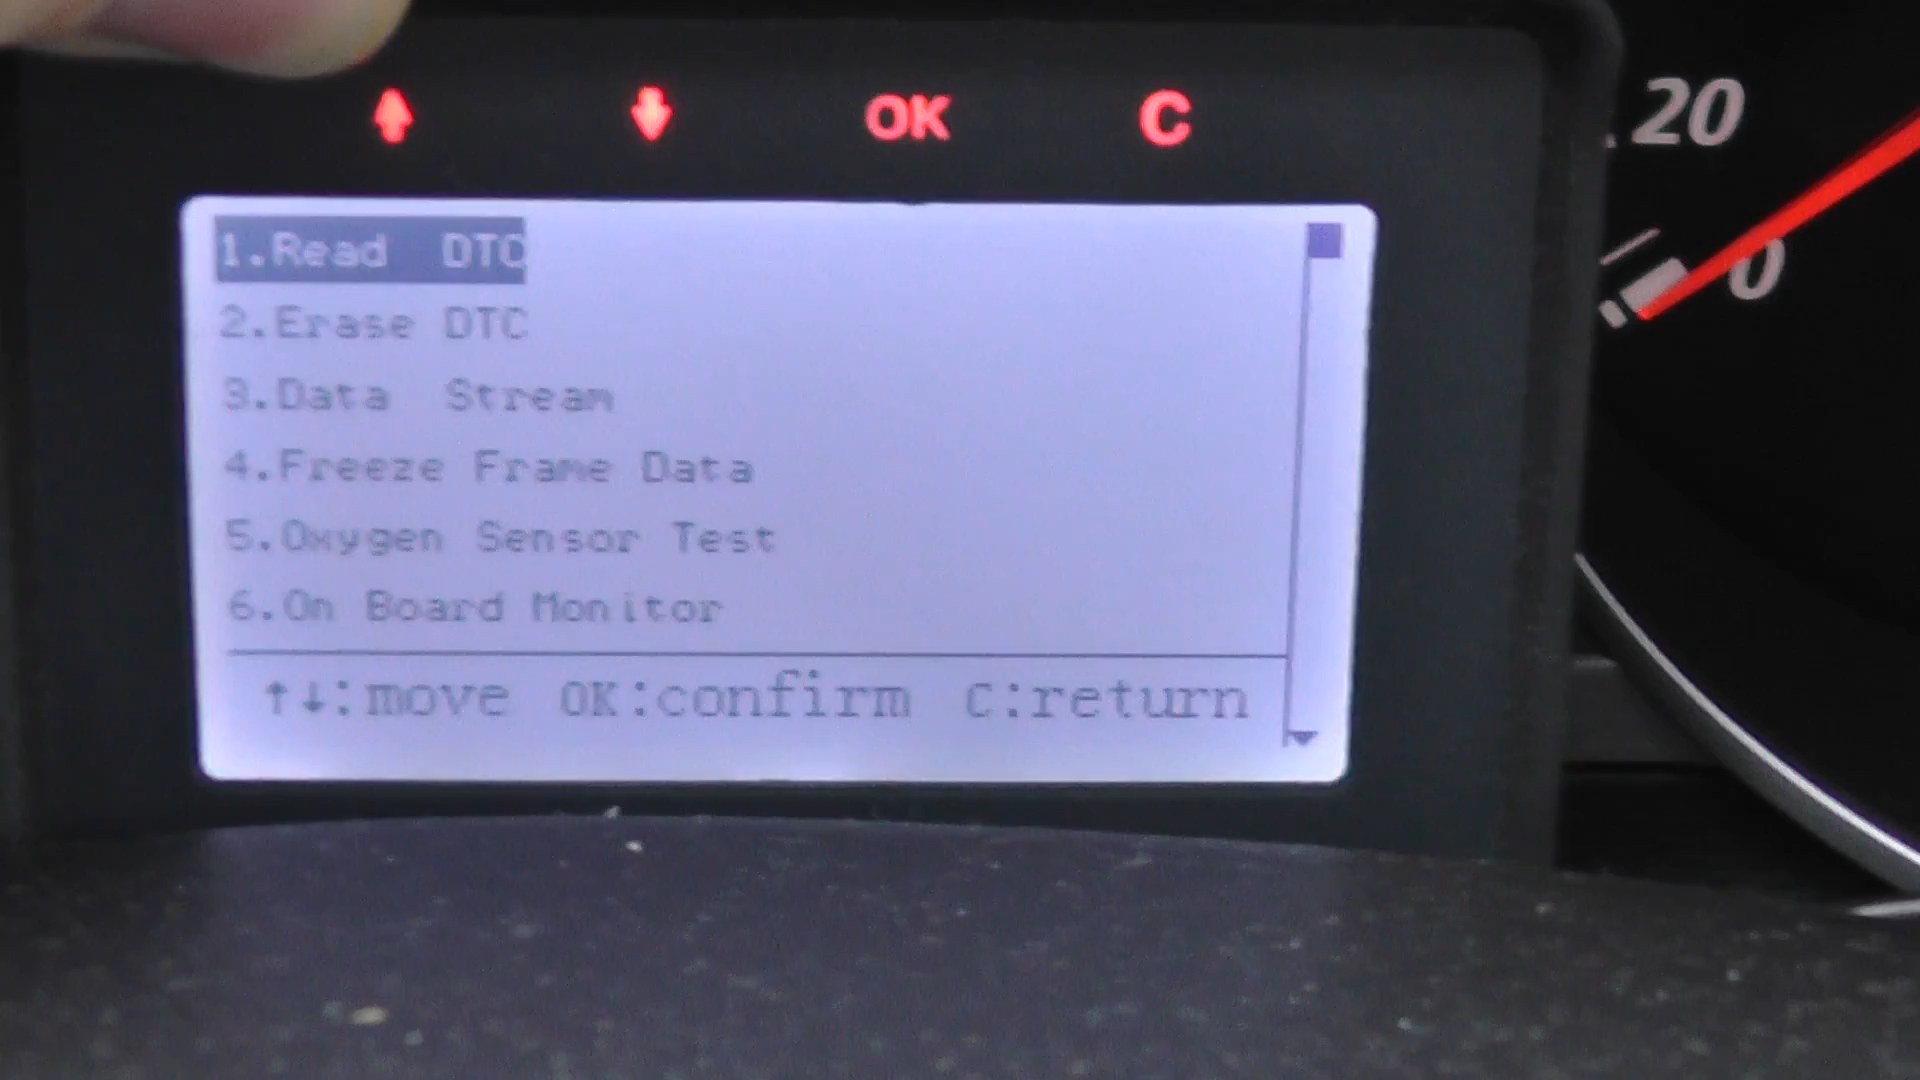 OK C
1.Read DTC
2.Erase DTC
3.Data Stream
4.Freeze Frame Data
5.Oxygen Sensor Test
6.On Board Monitor
↑↓:move OK:confirm C:return
20
0